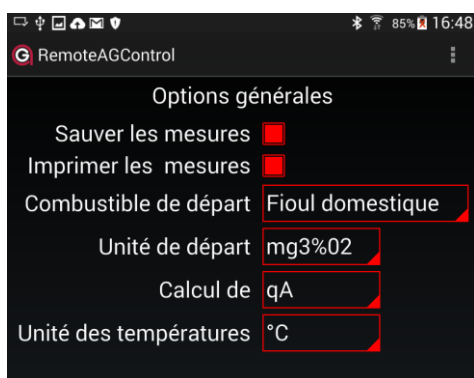 85% 16:48
RemoteAGControl
Options générales
Sauver les mesures
Imprimer les mesures
Combustible de départ Fioul domestique
Unité de départ mg3%02
Calcul de qA
Unité des températures °C